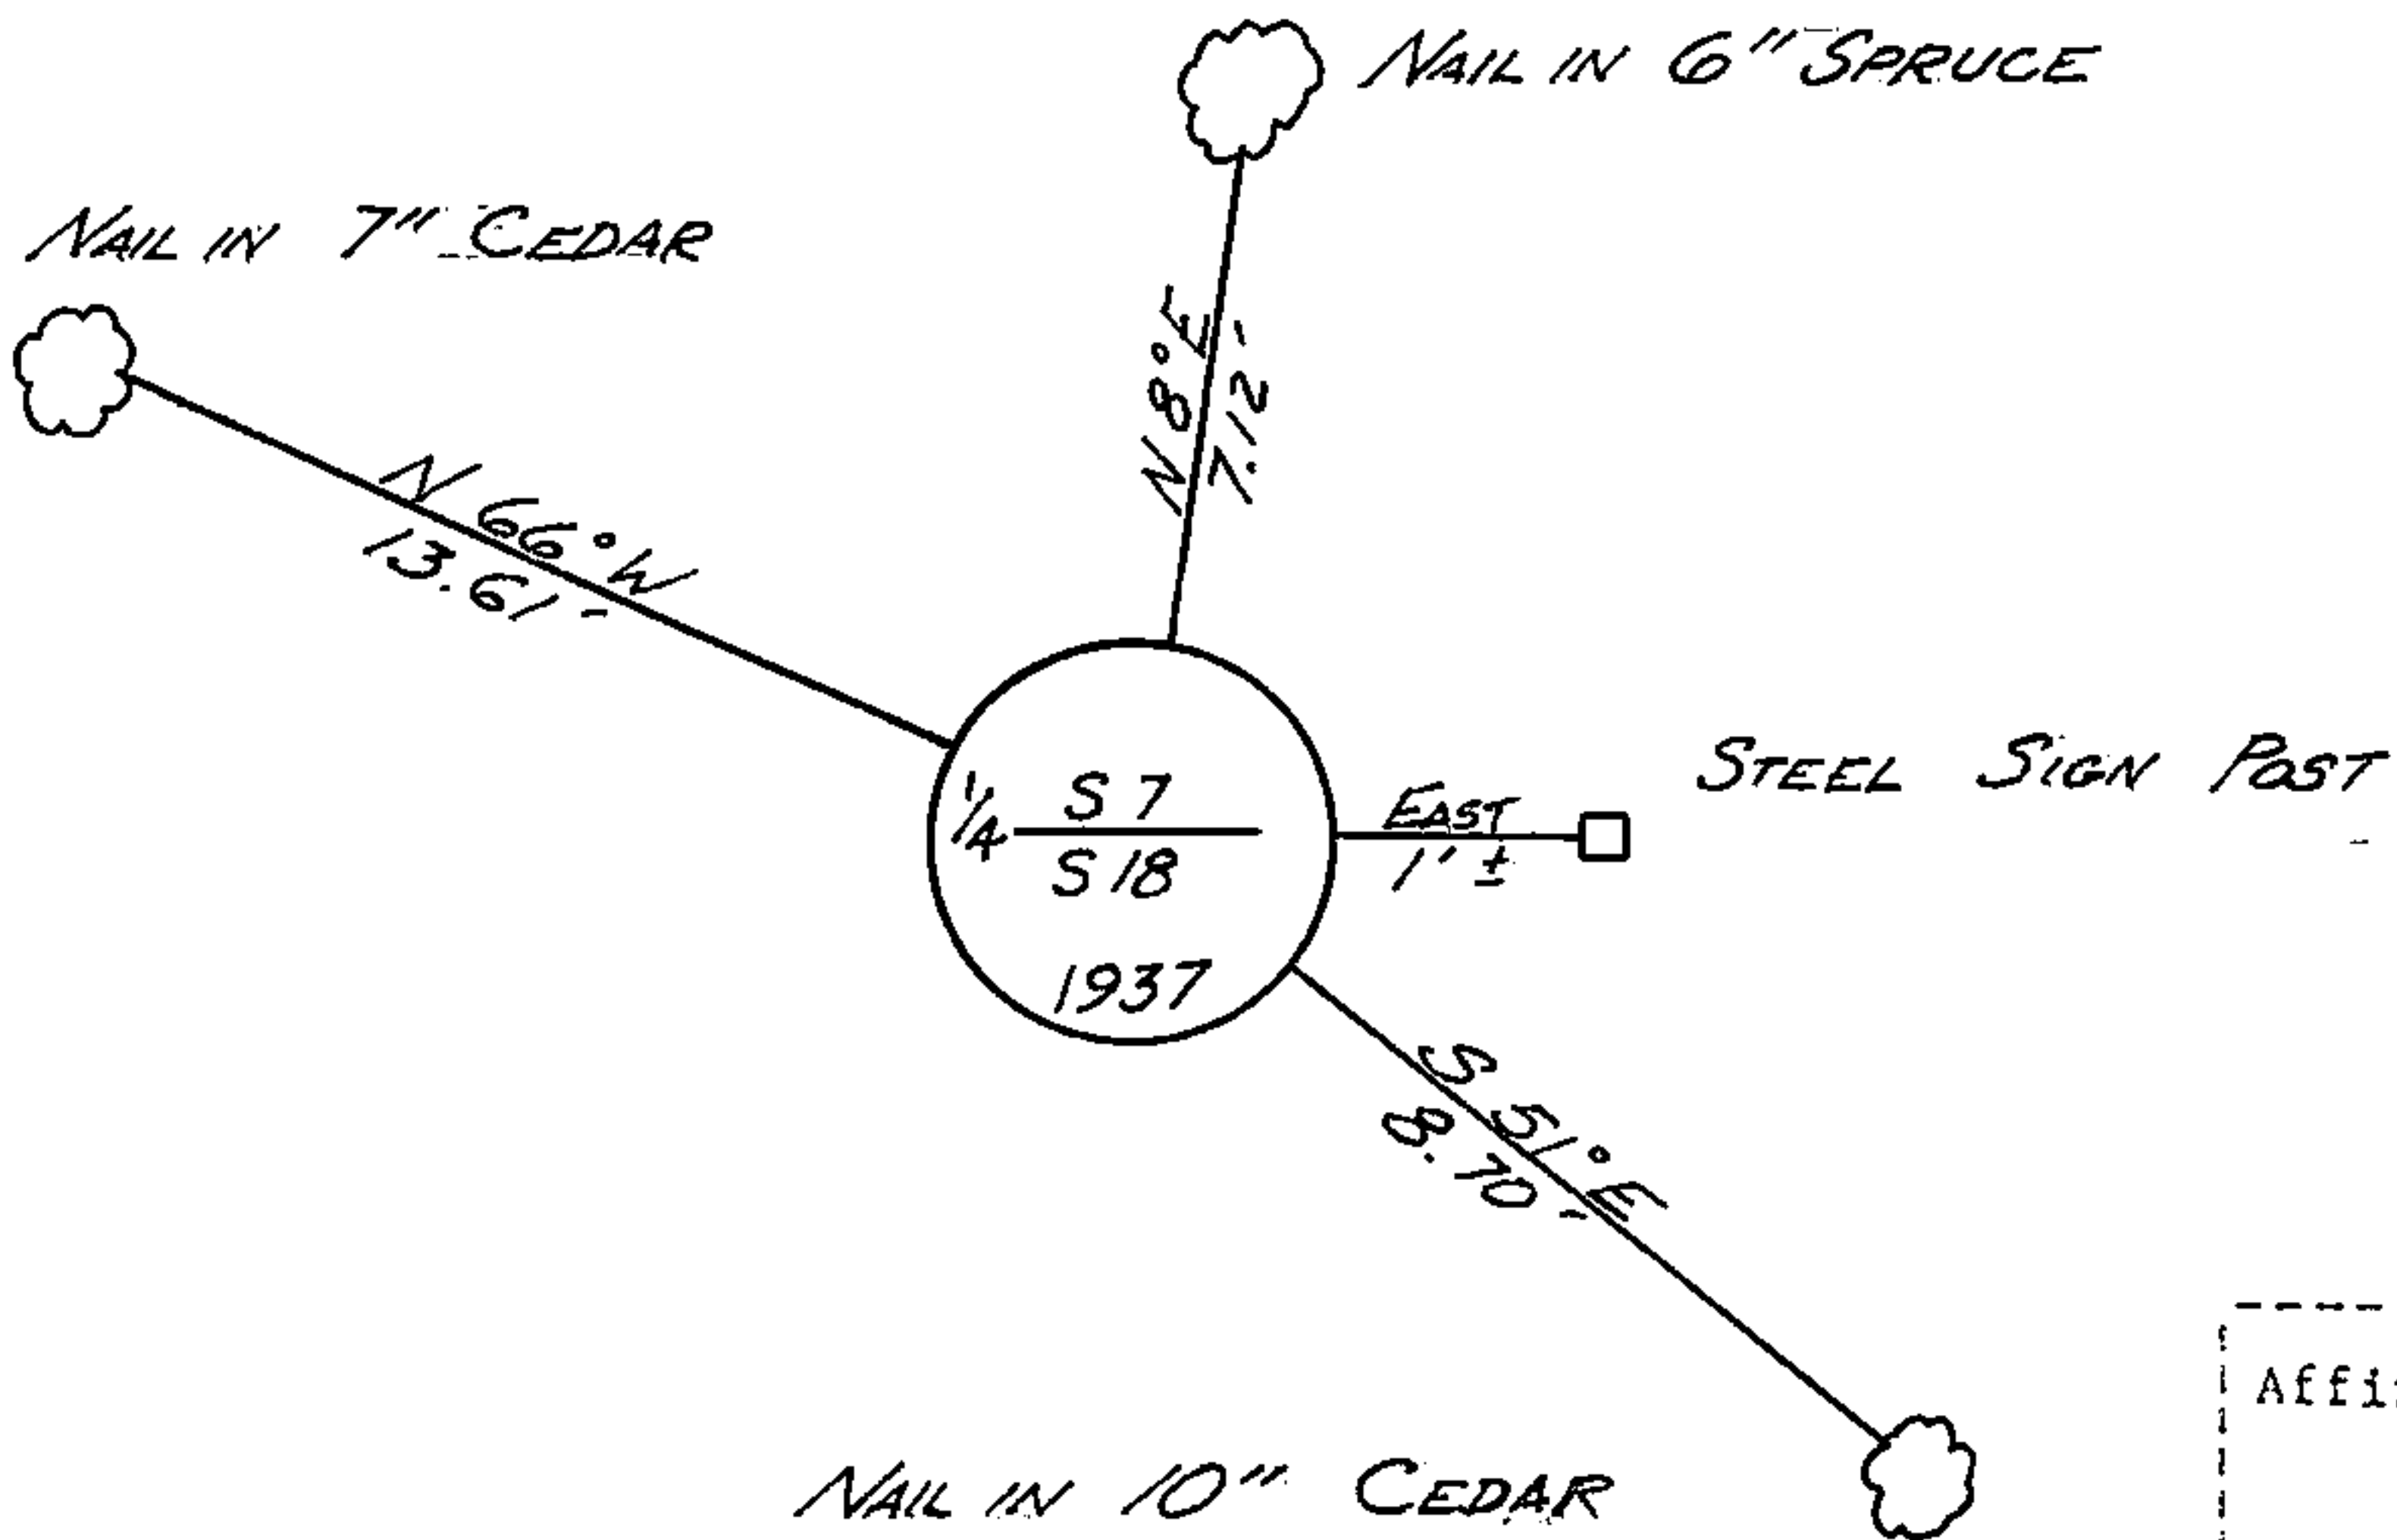 NAIL IN 6" SPRUCE
NAIL IN 7" CEDAR
N 8° E
7.12'
N 66° W
13.61'
STEEL SIGN POST
1/4 S 7
S 18
1937
EAST
1' ±
S 51° E
8.70'
NAIL IN 10" CEDAR